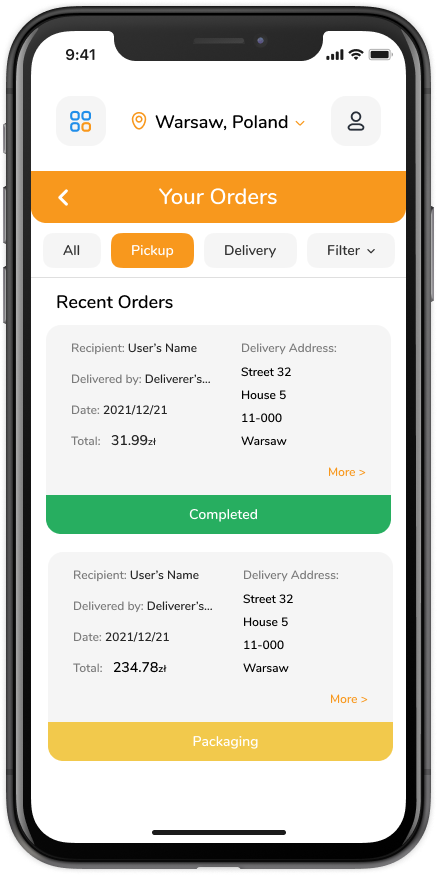 9:41
Warsaw, Poland
Your Orders
All
Pickup
Delivery
Filter
Recent Orders
Recipient: User's Name
Delivered by: Deliverer's...
Date: 2021/12/21
Total: 31.99zł
Delivery Address:
Street 32
House 5
11-000
Warsaw
More >
Completed
Recipient: User's Name
Delivered by: Deliverer's...
Date: 2021/12/21
Total: 234.78zł
Delivery Address:
Street 32
House 5
11-000
Warsaw
More >
Packaging